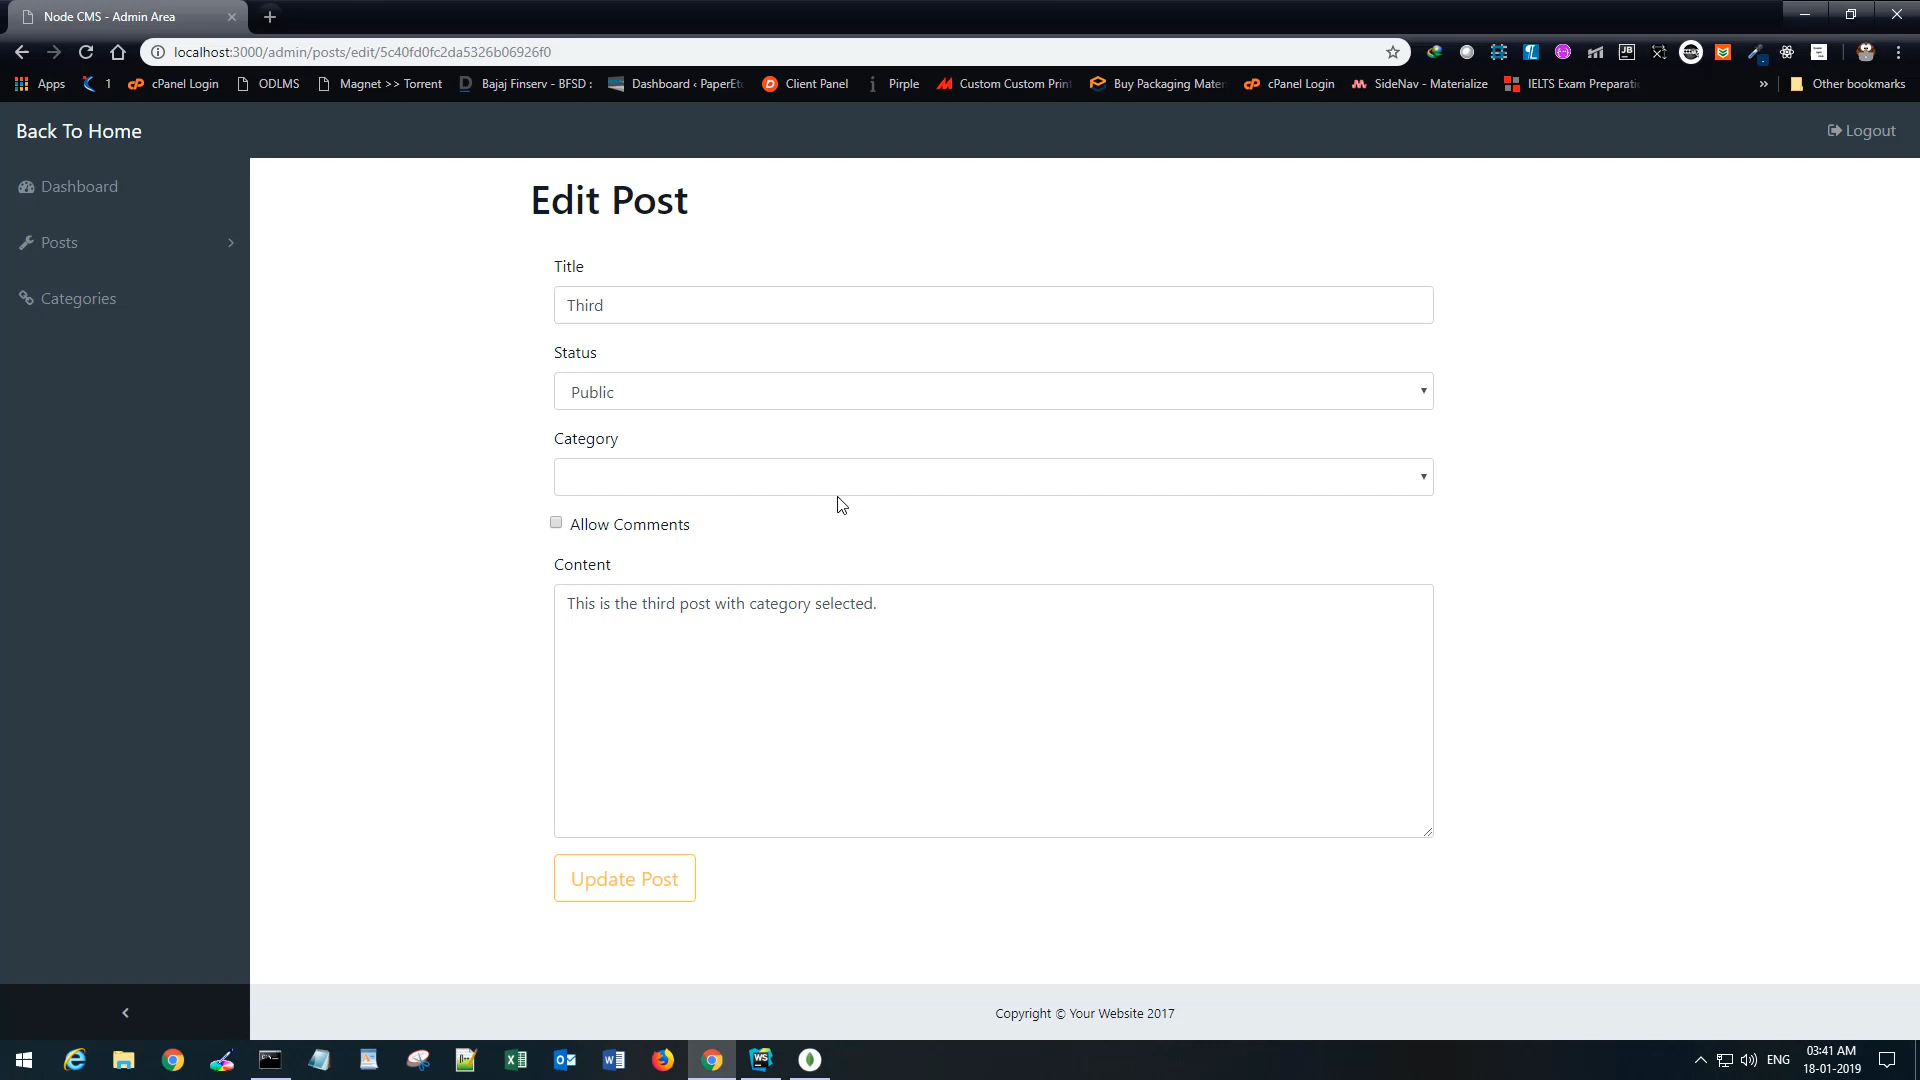 Node CMS - Admin Area
localhost:3000/admin/posts/edit/5c40fd0fc2da5326b06926f0
Apps
1
cPanel Login
ODLMS
Magnet >> Torrent
Bajaj Finserv - BFSD :
Dashboard ‹ PaperEtc
Client Panel
Pirple
Custom Custom Print
Buy Packaging Mater
cPanel Login
SideNav - Materialize
IELTS Exam Preparati
» Other bookmarks
Back To Home
Logout
Dashboard
Posts
Categories
Edit Post
Title
Third
Status
Public
Category
Allow Comments
Content
This is the third post with category selected.
Update Post
Copyright © Your Website 2017
ENG
03:41 AM
18-01-2019